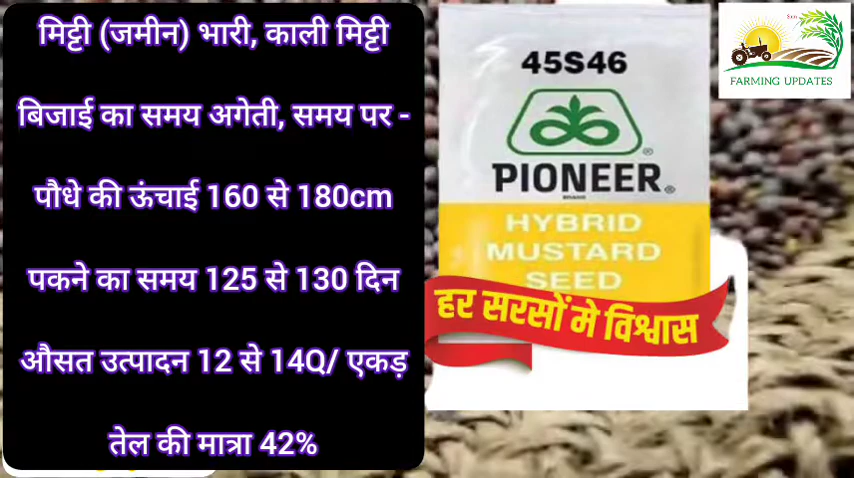 मिट्टी (जमीन) भारी, काली मिट्टी
बिजाई का समय अगेती, समय पर -
पौधे की ऊंचाई 160 से 180cm
पकने का समय 125 से 130 दिन
औसत उत्पादन 12 से 14Q/ एकड़
तेल की मात्रा 42%
45S46
PIONEER®
BRAND
HYBRID
MUSTARD
SEED
हर सरसों मे विश्वास
FARMING UPDATES